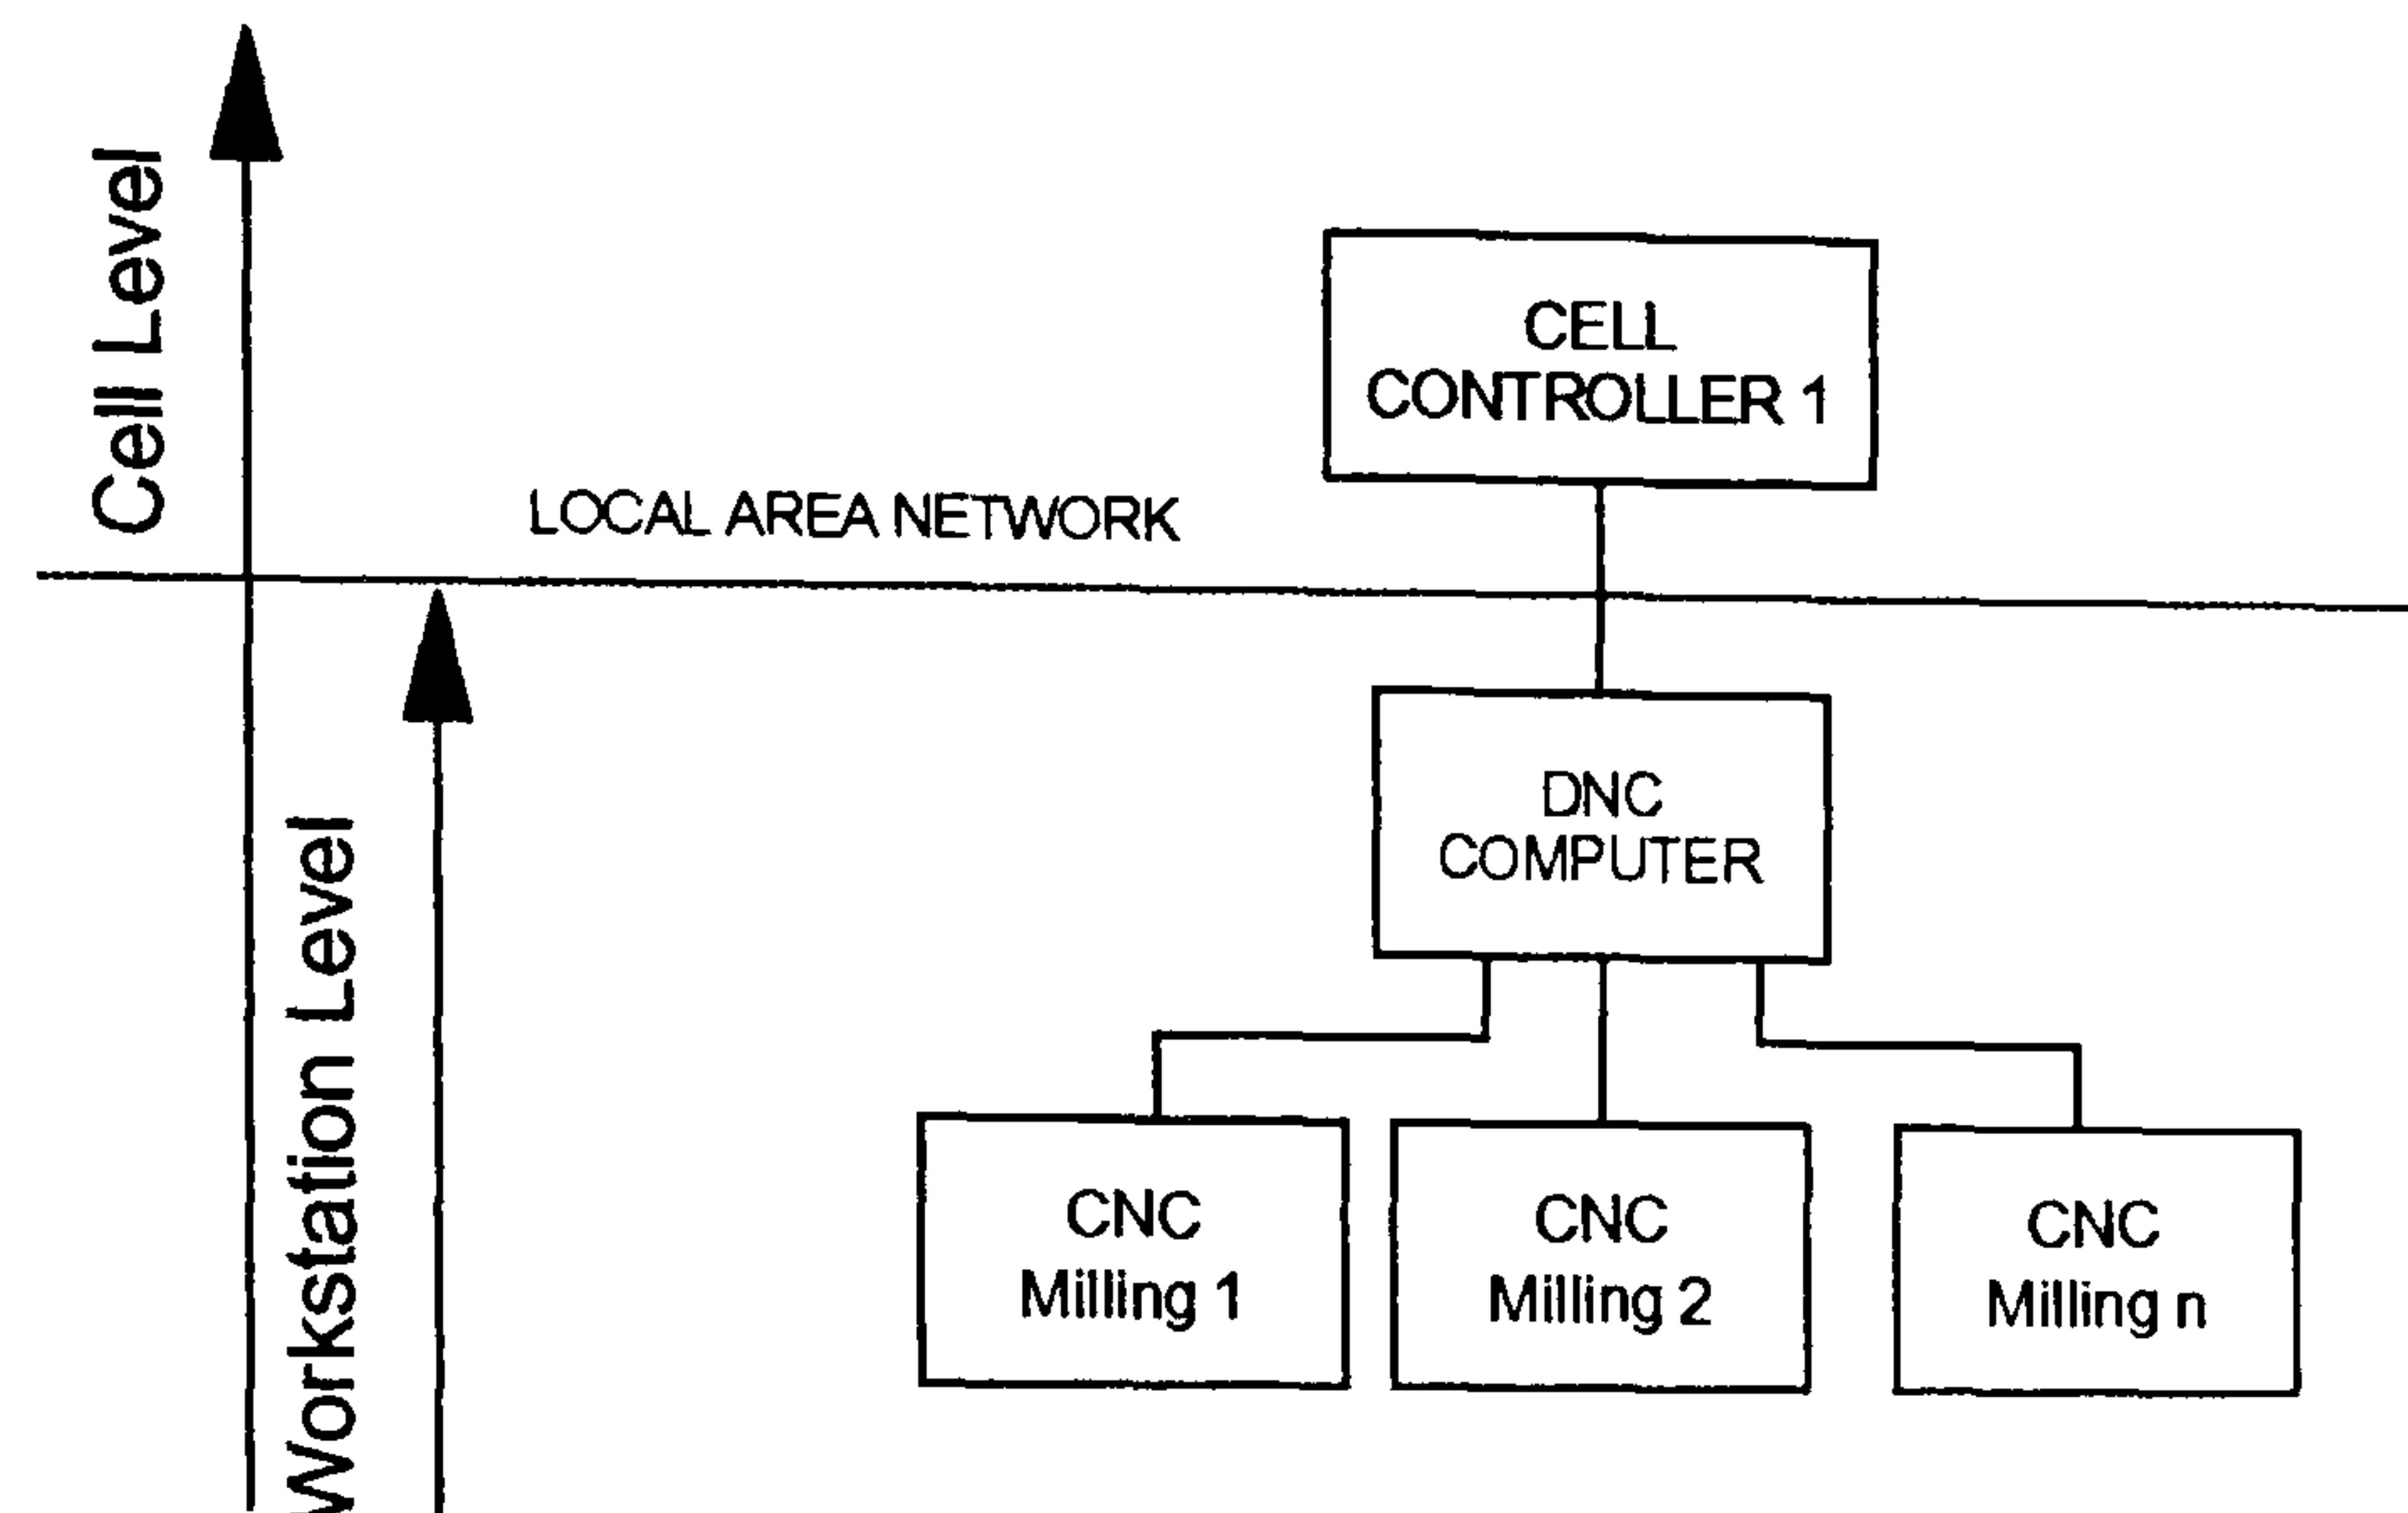 Cell Level
CELL
CONTROLLER 1
LOCAL AREA NETWORK
Workstation Level
DNC
COMPUTER
CNC
Milling 1
CNC
Milling 2
CNC
Milling n